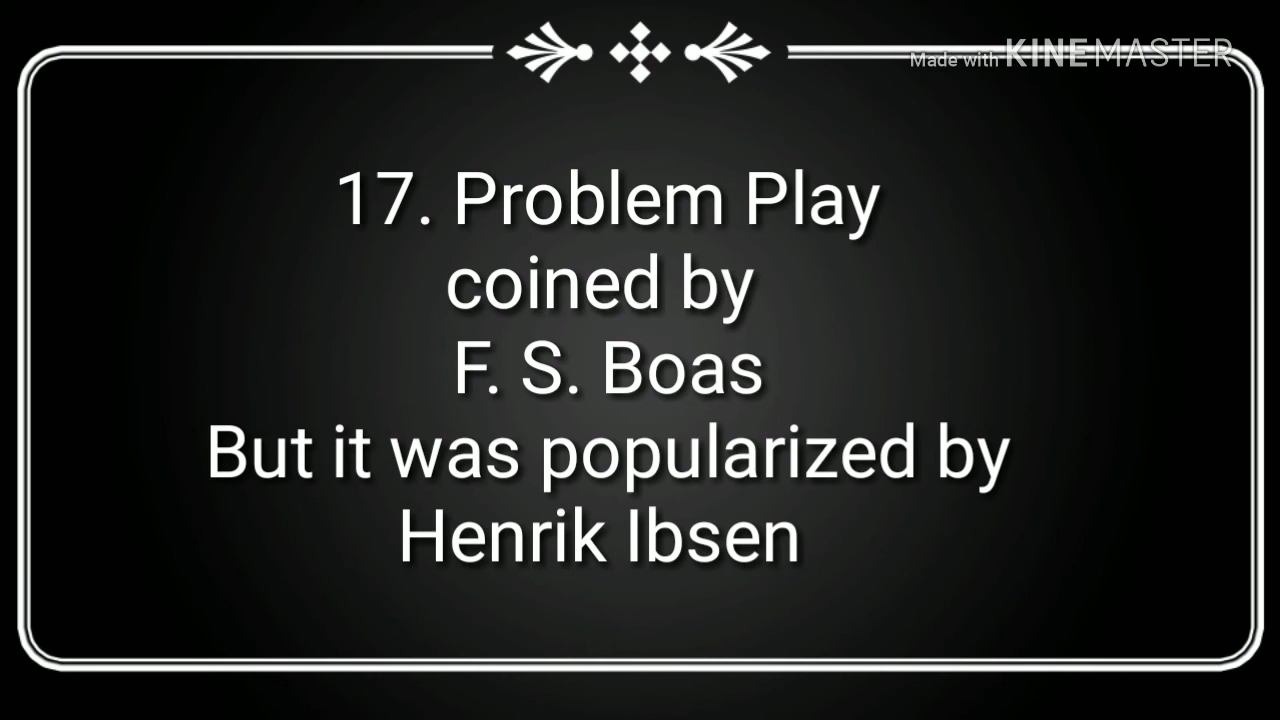 Made with KINEMASTER
17. Problem Play
coined by
F. S. Boas
But it was popularized by
Henrik Ibsen